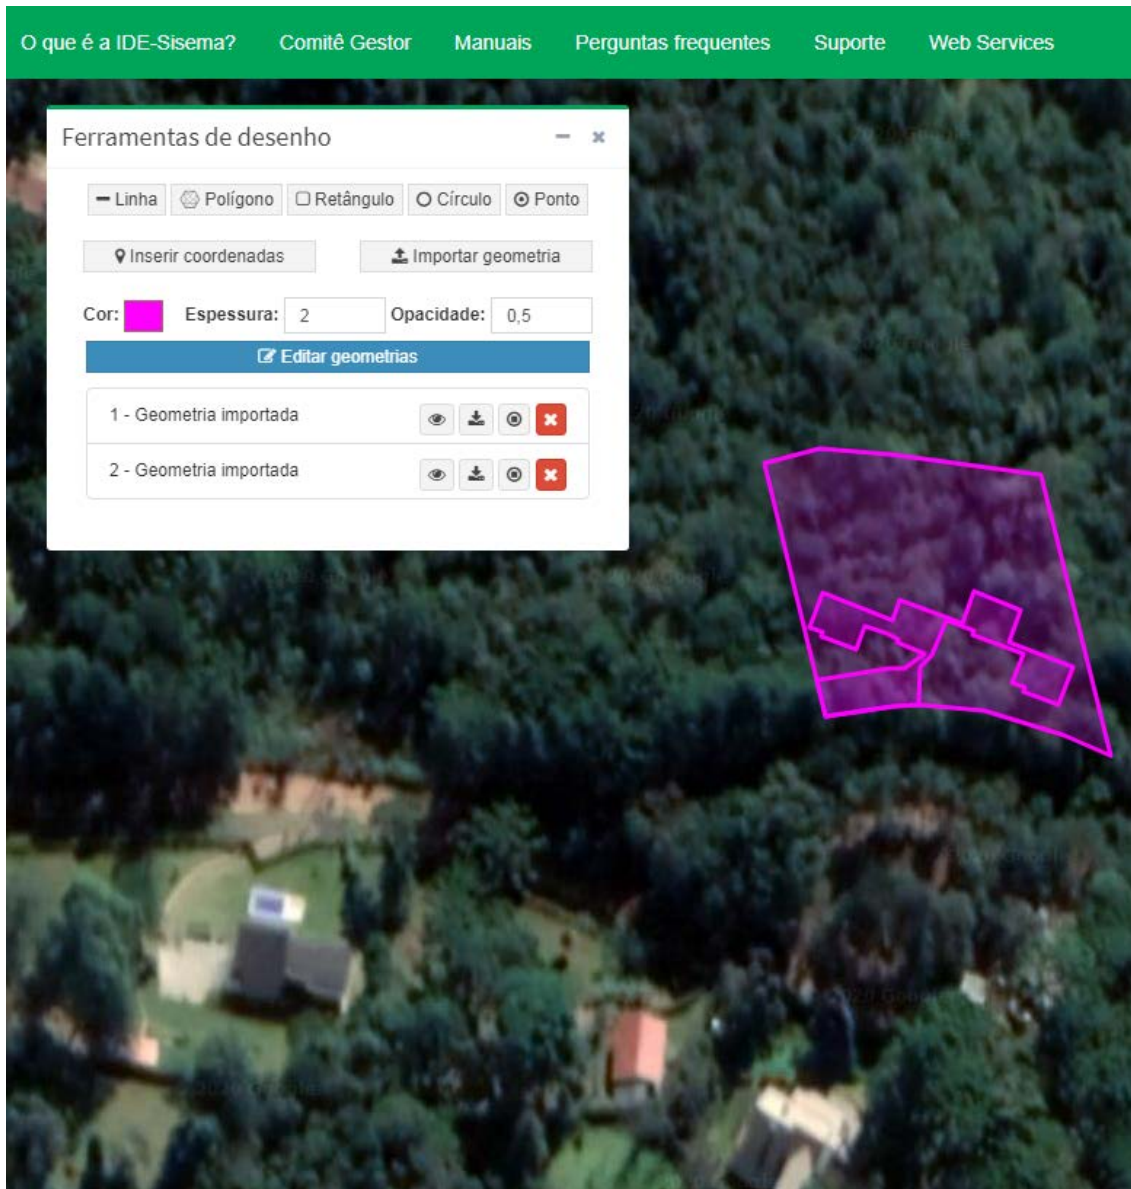 O que é a IDE-Sisema? Comitê Gestor Manuais Perguntas frequentes Suporte Web Services
Ferramentas de desenho
Linha Polígono Retângulo Círculo Ponto
Inserir coordenadas Importar geometria
Cor: Espessura: 2 Opacidade: 0,5
Editar geometrias
1 - Geometria importada
2 - Geometria importada